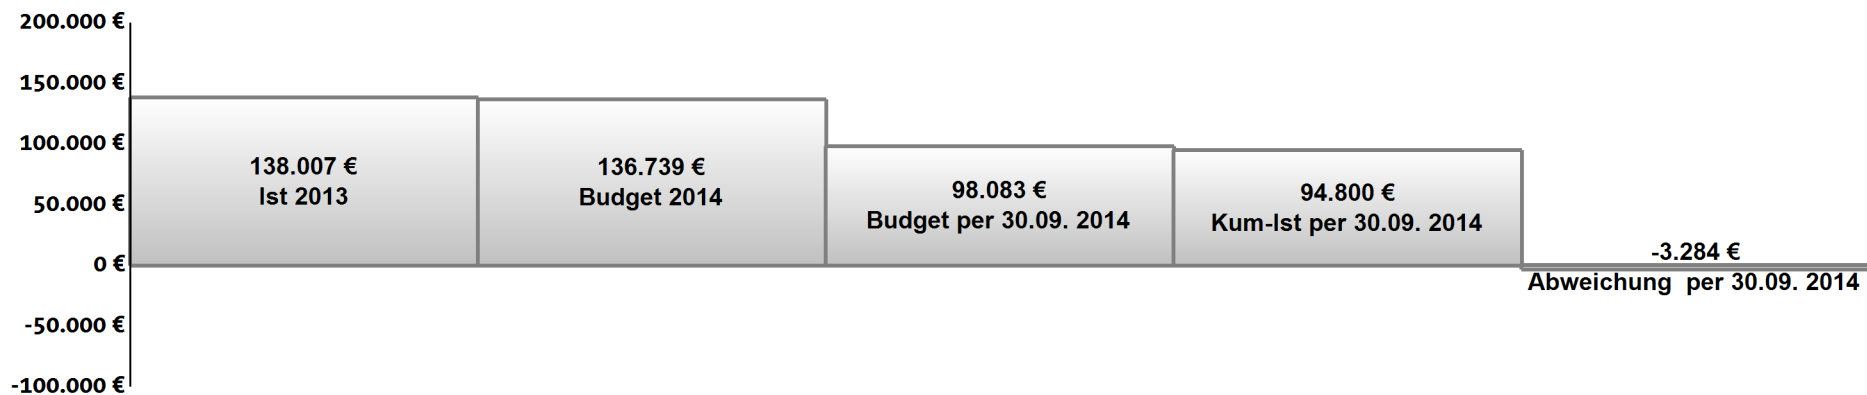 200.000 €
150.000 €
100.000 €
50.000 €
0 €
-50.000 €
-100.000 €
138.007 €
Ist 2013
136.739 €
Budget 2014
98.083 €
Budget per 30.09. 2014
94.800 €
Kum-Ist per 30.09. 2014
-3.284 €
Abweichung  per 30.09. 2014